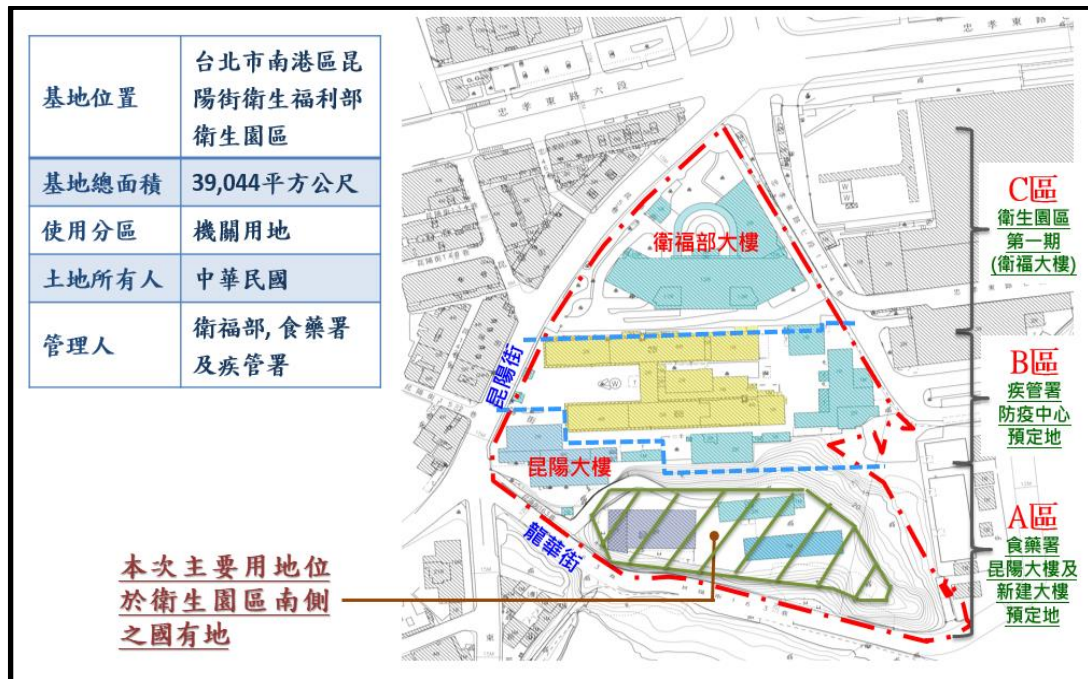 基地位置
台北市南港區昆
陽街衛生福利部
衛生園區
基地總面積
39,044平方公尺
使用分區
機關用地
土地所有人
中華民國
管理人
衛福部, 食藥署
及疾管署
忠孝東路六段
衛福部大樓
昆陽街
昆陽大樓
龍華街
C區
衛生園區
第一期
(衛福大樓)
B區
疾管署
防疫中心
預定地
A區
食藥署
昆陽大樓及
新建大樓
預定地
本次主要用地位
於衛生園區南側
之國有地